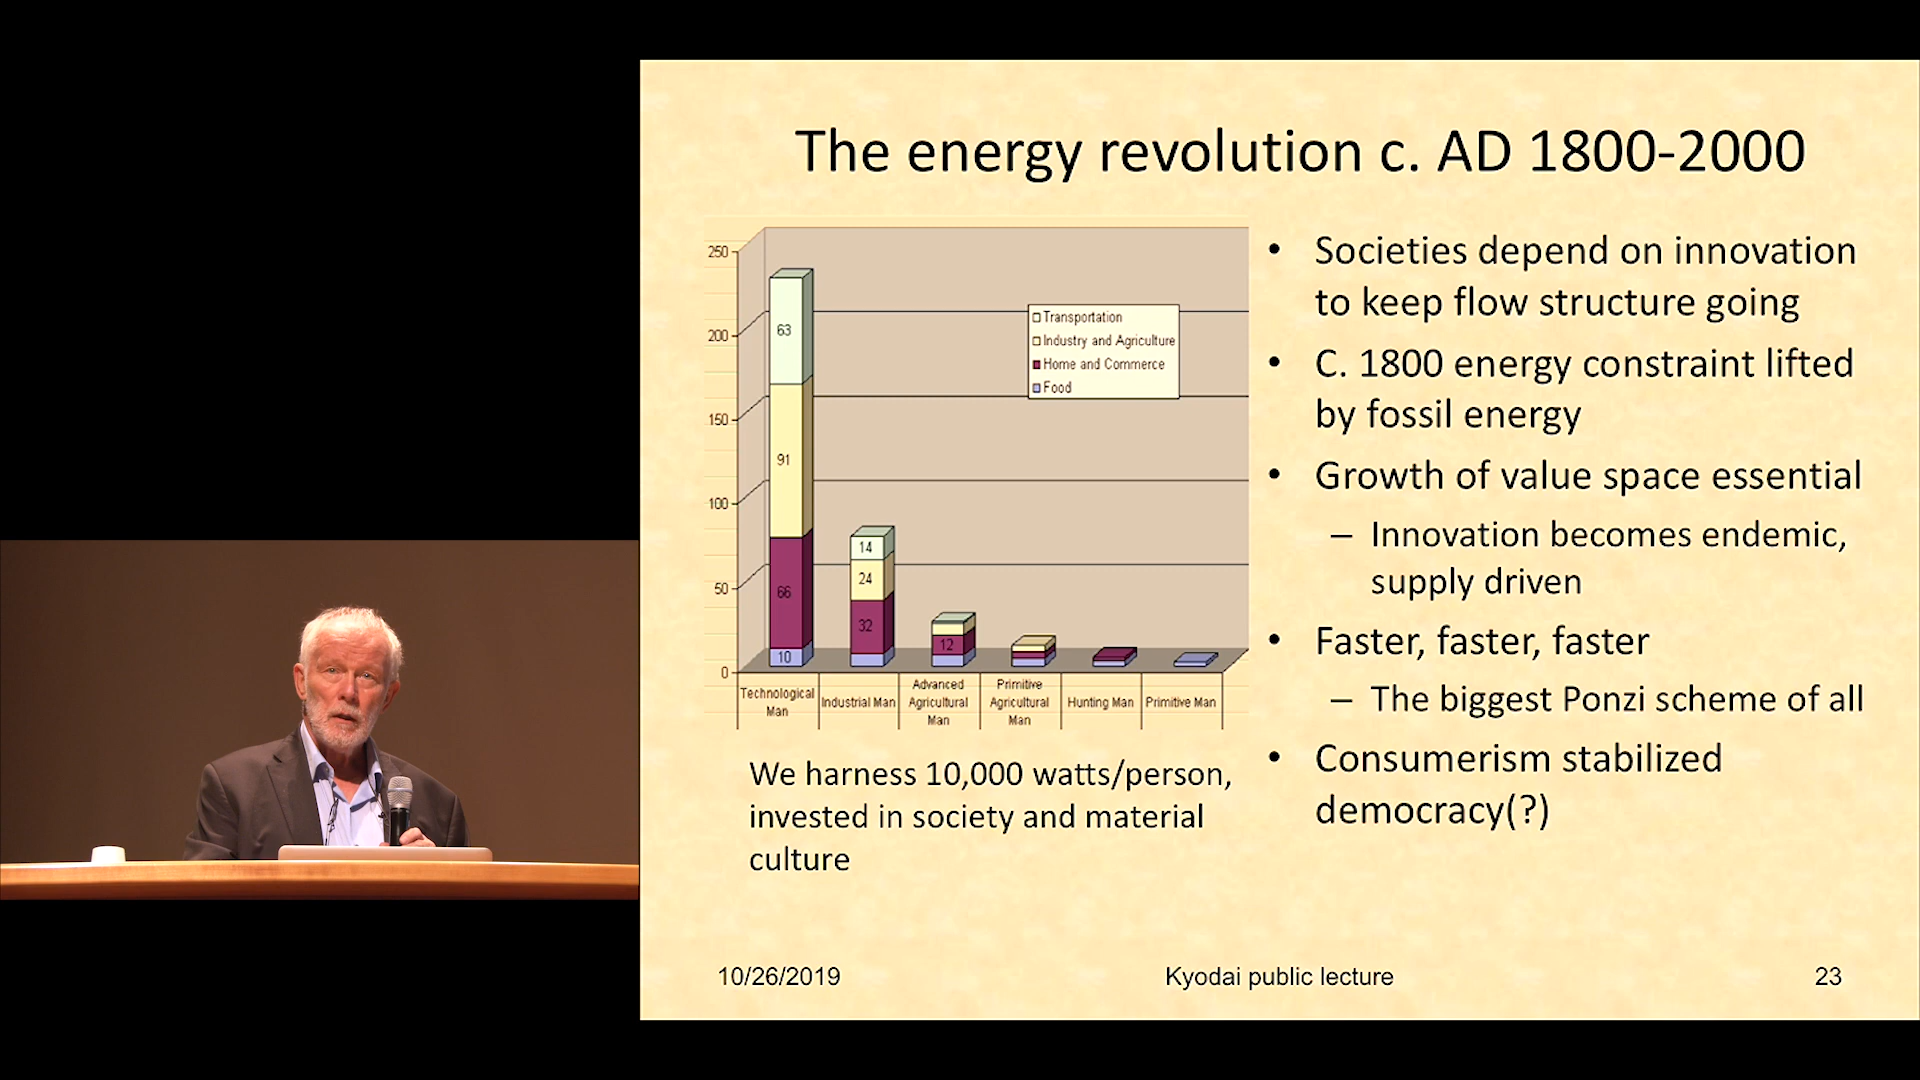 The energy revolution c. AD 1800-2000
250
200
150
100
50
0
63
91
66
10
14
24
32
12
Transportation
Industry and Agriculture
Home and Commerce
Food
Technological
Man
Industrial Man
Advanced
Agricultural
Man
Primitive
Agricultural
Man
Hunting Man
Primitive Man
We harness 10,000 watts/person,
invested in society and material
culture
• Societies depend on innovation
to keep flow structure going
• C. 1800 energy constraint lifted
by fossil energy
• Growth of value space essential
– Innovation becomes endemic,
supply driven
• Faster, faster, faster
– The biggest Ponzi scheme of all
• Consumerism stabilized
democracy(?)
10/26/2019
Kyodai public lecture
23